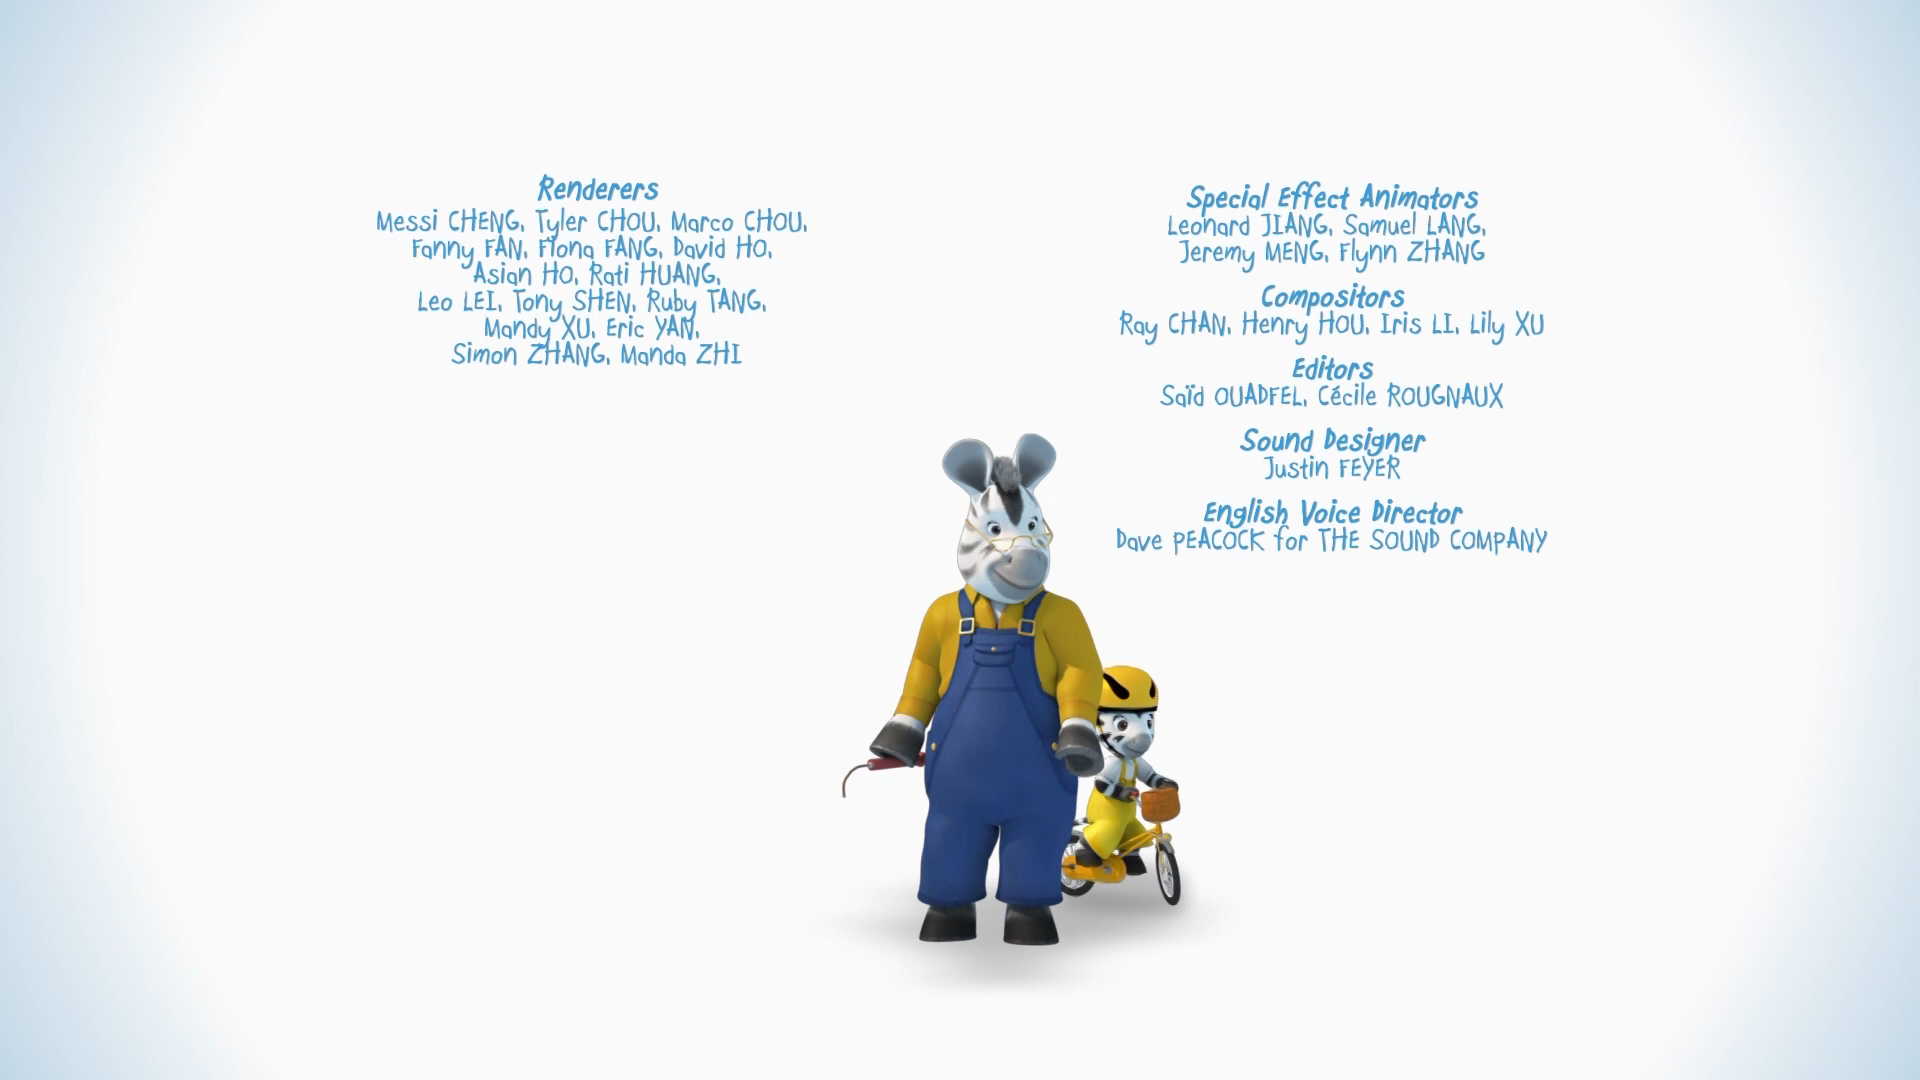 Renderers
Messi CHENG, Tyler CHOU, Marco CHOU,
Fanny FAN, Fiona FANG, David HO,
Asian HO, Rati HUANG,
Leo LEI, Tony SHEN, Ruby TANG,
Mandy XU, Eric YAN,
Simon ZHANG, Manda ZHI
Special Effect Animators
Leonard JIANG, Samuel LANG,
Jeremy MENG, Flynn ZHANG
Compositors
Ray CHAN, Henry HOU, Iris LI, Lily XU
Editors
Saïd OUADFEL, Cécile ROUGNAUX
Sound Designer
Justin FEYER
English Voice Director
Dave PEACOCK for THE SOUND COMPANY